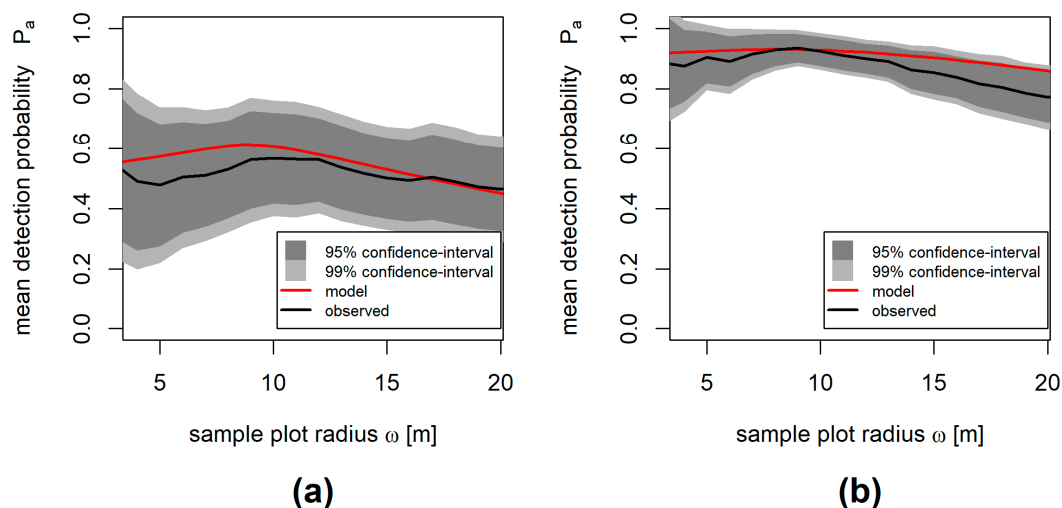 mean detection probability Pa
1.0
0.8
0.6
0.4
0.2
0.0
95% confidence-interval
99% confidence-interval
model
observed
5 10 15 20
sample plot radius ω [m]
(a)
mean detection probability Pa
1.0
0.8
0.6
0.4
0.2
0.0
95% confidence-interval
99% confidence-interval
model
observed
5 10 15 20
sample plot radius ω [m]
(b)